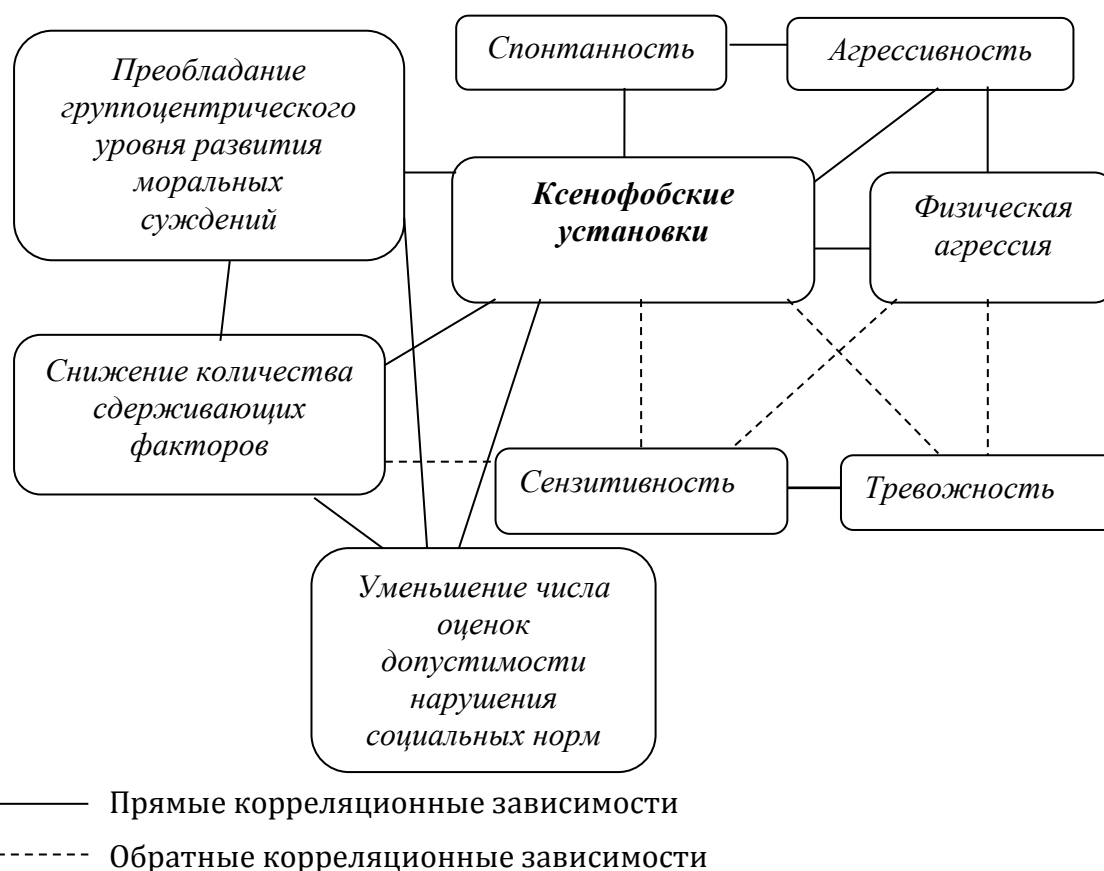 Преобладание
группоцентрического
уровня развития
моральных
суждений
Спонтанность
Агрессивность
Ксенофобские
установки
Физическая
агрессия
Снижение количества
сдерживающих
факторов
Сензитивность
Тревожность
Уменьшение числа
оценок
допустимости
нарушения
социальных норм
Прямые корреляционные зависимости
Обратные корреляционные зависимости